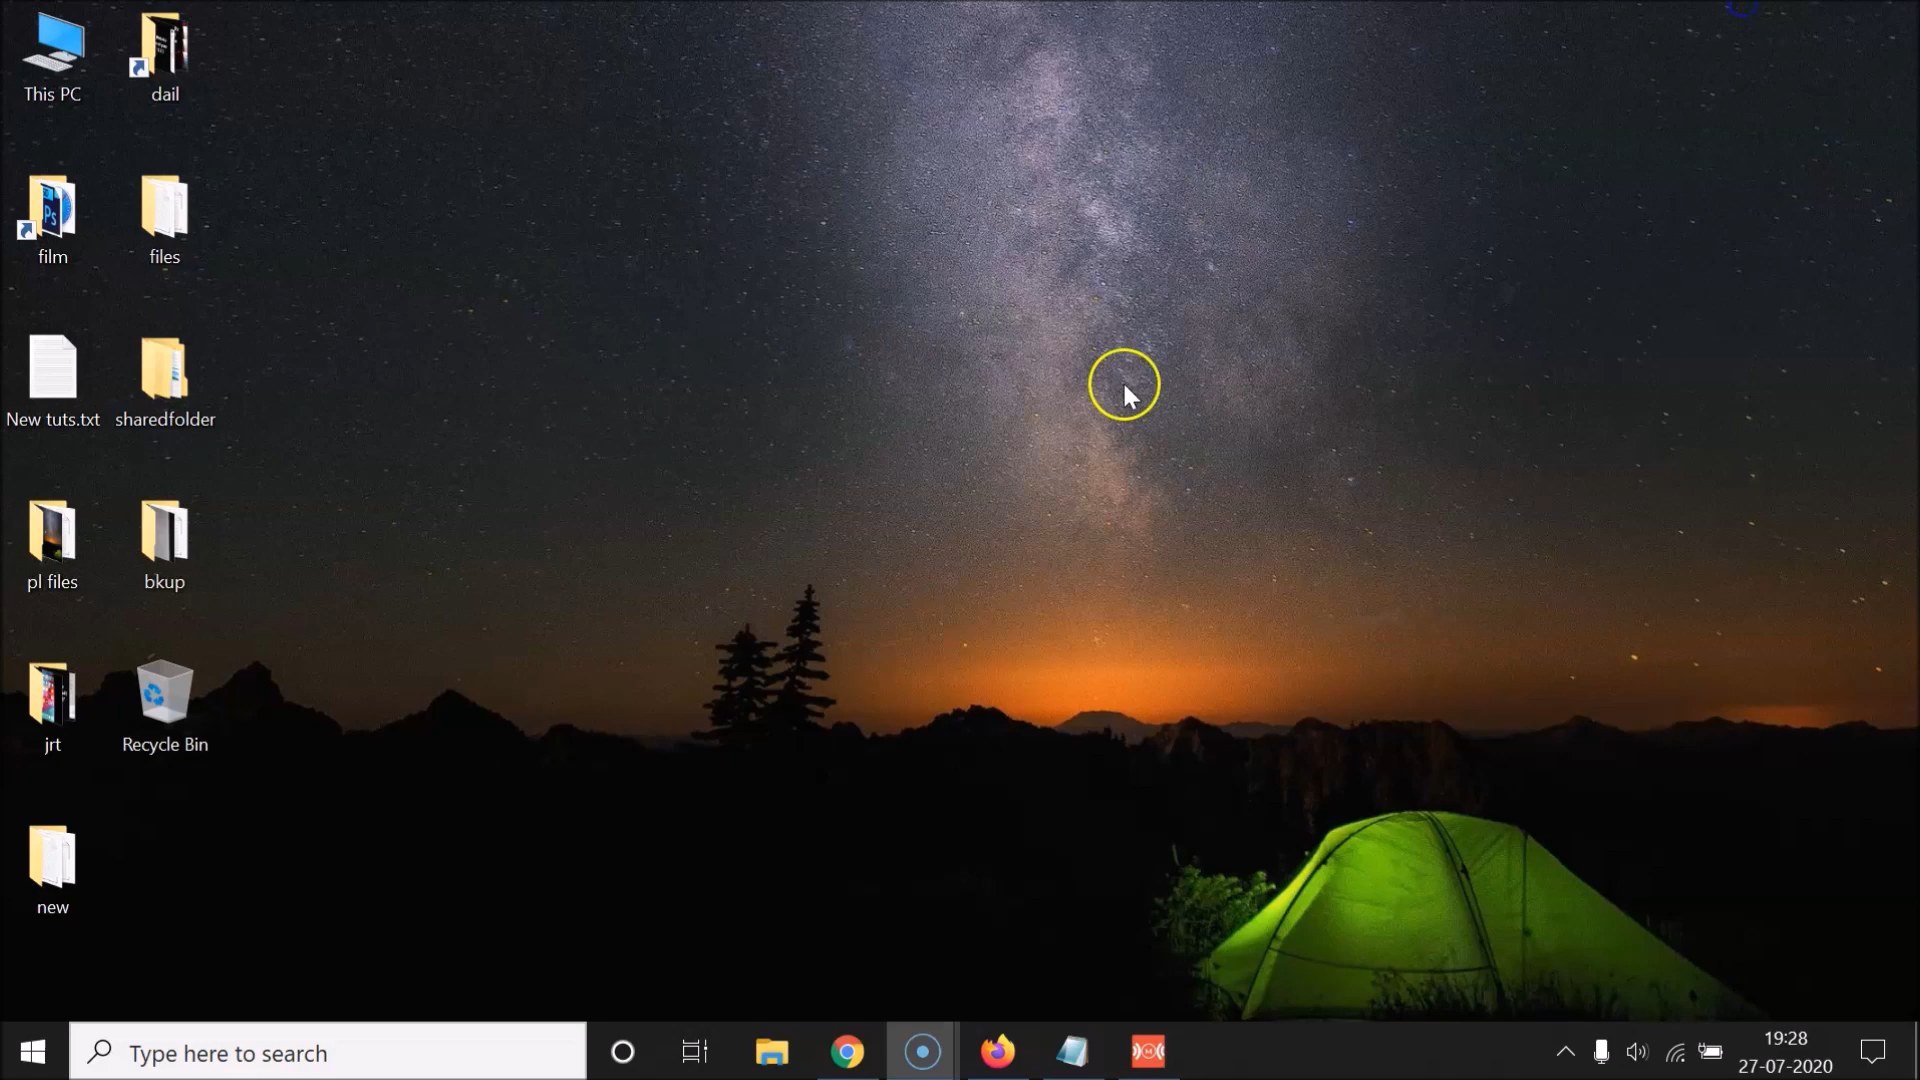 This PC
dail
film
files
New tuts.txt
sharedfolder
pl files
bkup
jrt
Recycle Bin
new
Type here to search
19:28
27-07-2020
Ps